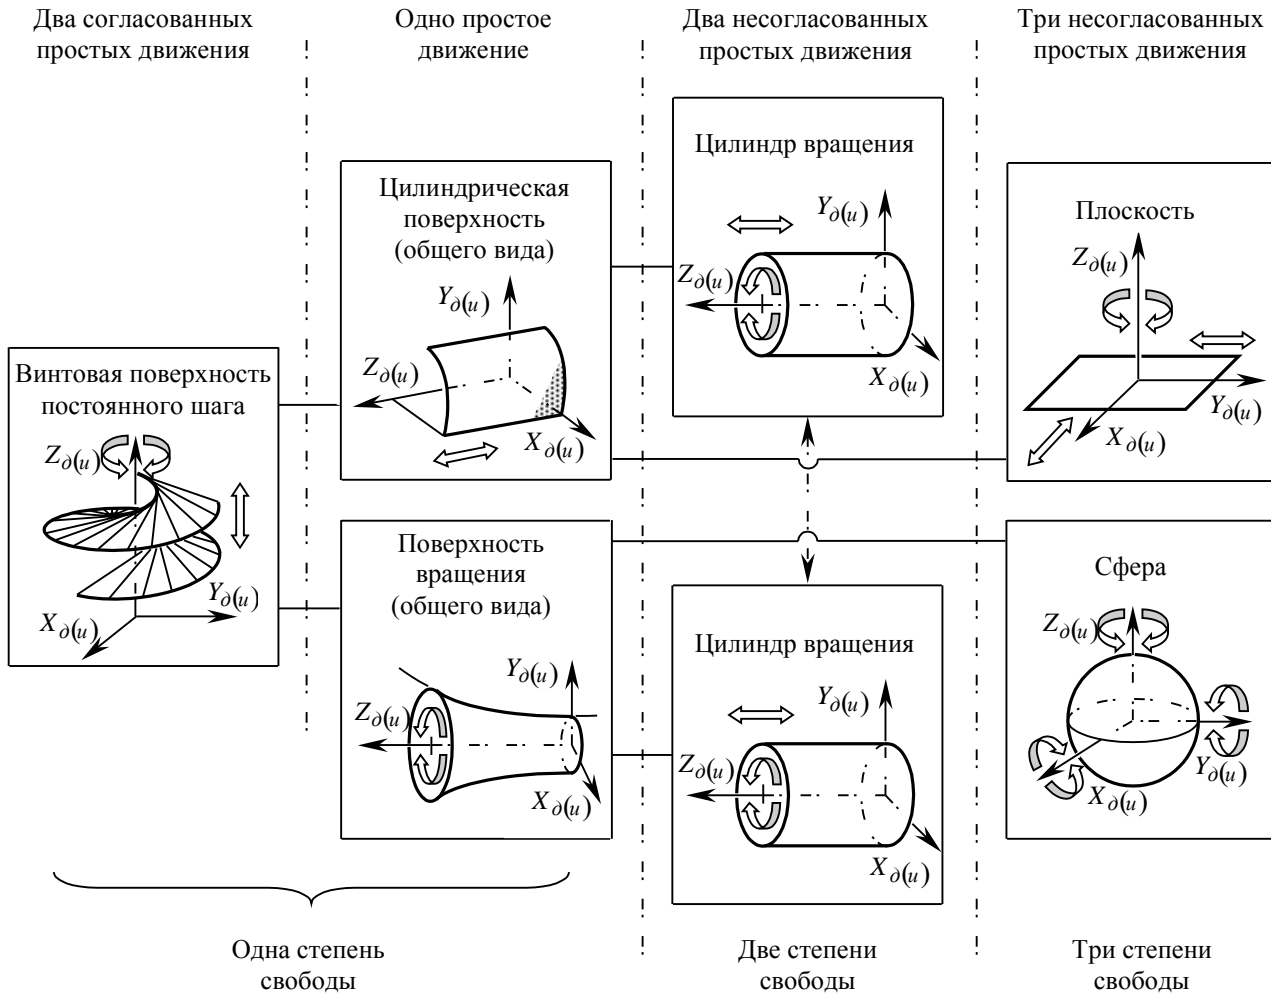 Два согласованных
простых движения
Одно простое
движение
Два несогласованных
простых движения
Три несогласованных
простых движения
Винтовая поверхность
постоянного шага
Z∂(u)
Y∂(u)
X∂(u)
Цилиндрическая
поверхность
(общего вида)
Y∂(u)
Z∂(u)
X∂(u)
Поверхность
вращения
(общего вида)
Y∂(u)
Z∂(u)
X∂(u)
Цилиндр вращения
Y∂(u)
Z∂(u)
X∂(u)
Цилиндр вращения
Y∂(u)
Z∂(u)
X∂(u)
Плоскость
Z∂(u)
Y∂(u)
X∂(u)
Сфера
Z∂(u)
Y∂(u)
X∂(u)
Одна степень
свободы
Две степени
свободы
Три степени
свободы